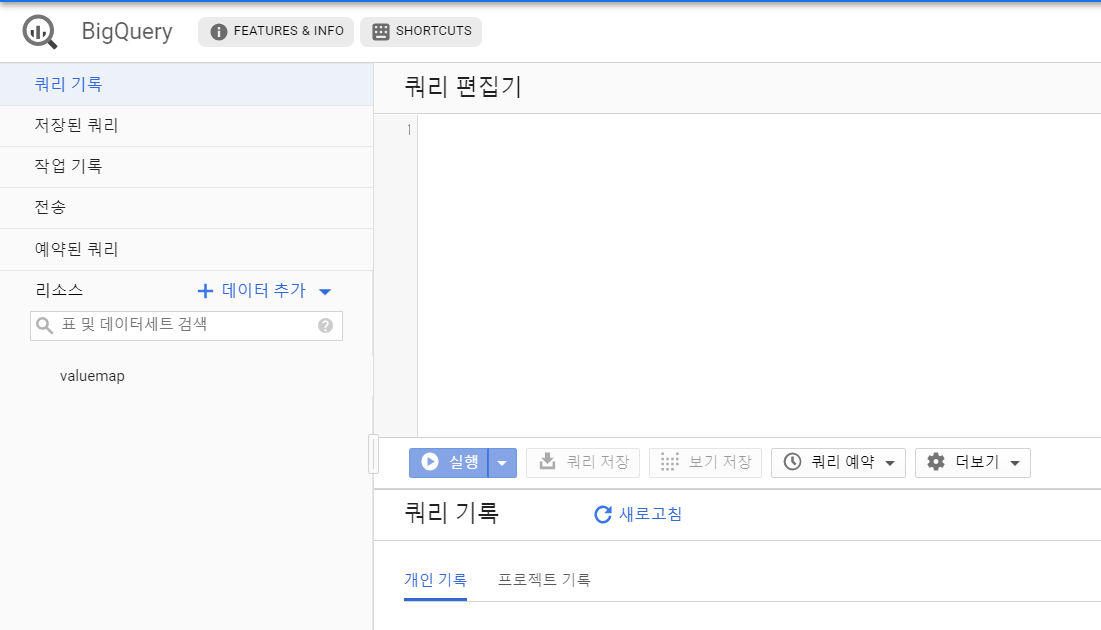 BigQuery FEATURES & INFO SHORTCUTS
쿼리 기록
저장된 쿼리
작업 기록
전송
예약된 쿼리
리소스 데이터 추가
표 및 데이터세트 검색
valuemap
쿼리 편집기
1
실행 쿼리 저장 보기 저장 쿼리 예약 더보기
쿼리 기록 새로고침
개인 기록 프로젝트 기록